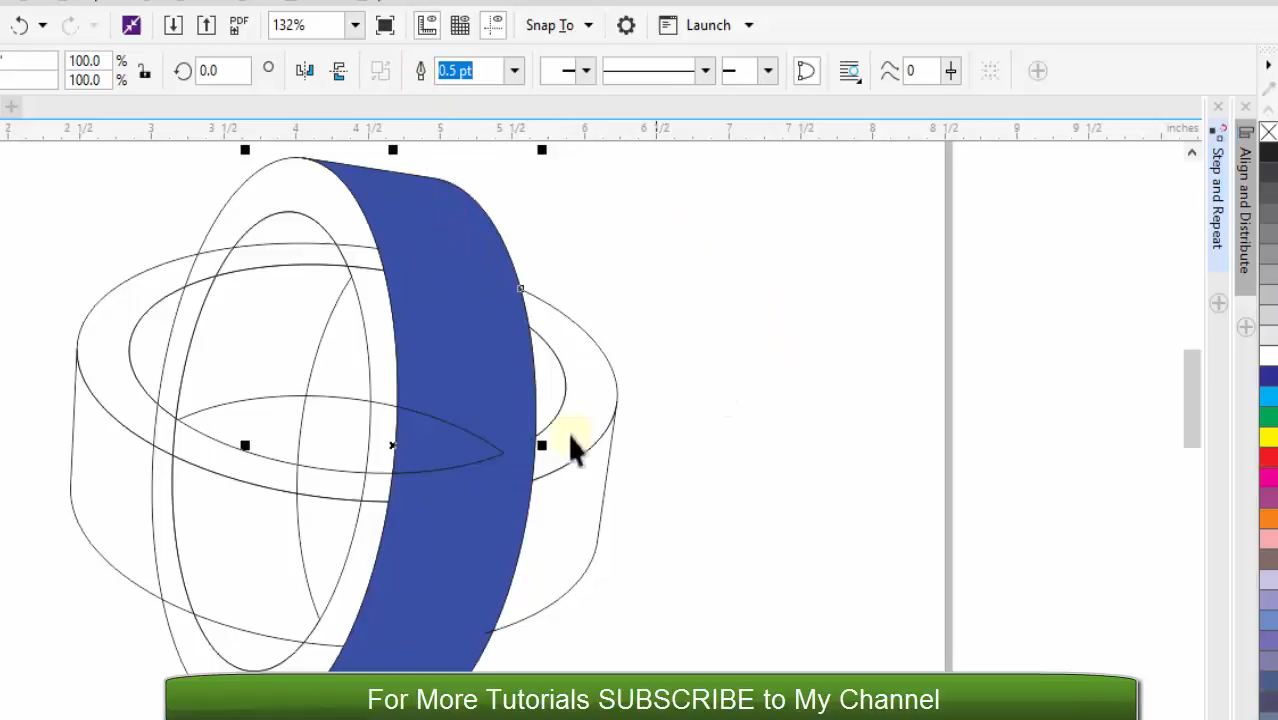 PDF
132%
Snap To
Launch
100.0 %
100.0 %
0.0
0.5 pt
0
2 2 1/2 3 3 1/2 4 4 1/2 5 5 1/2 6 6 1/2 7 7 1/2 8 8 1/2 9 9 1/2 inches
Step and Repeat
Align and Distribute
For More Tutorials SUBSCRIBE to My Channel